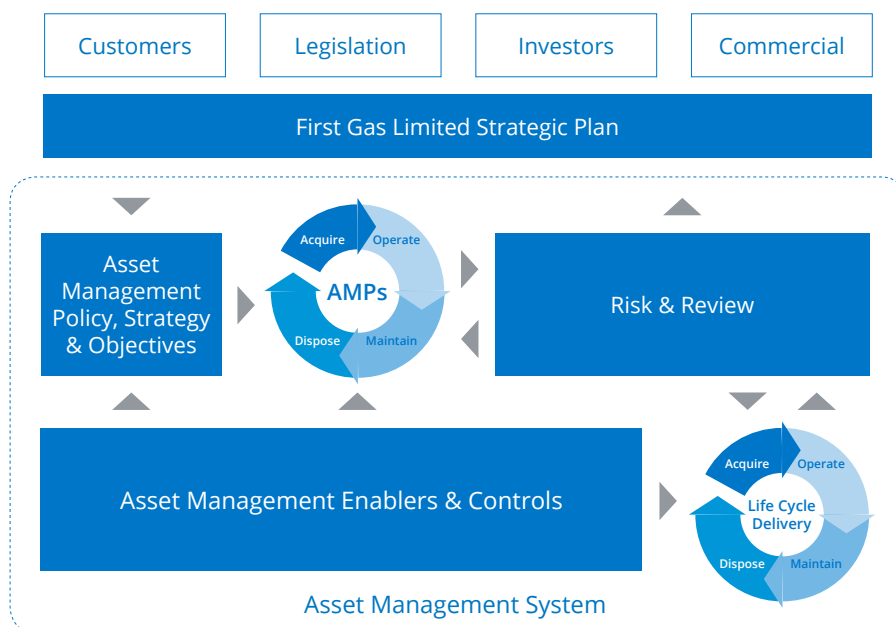 Customers
Legislation
Investors
Commercial
First Gas Limited Strategic Plan
Asset
Management
Policy, Strategy
& Objectives
Acquire
Operate
AMPs
Dispose
Maintain
Risk & Review
Asset Management Enablers & Controls
Acquire
Operate
Life Cycle
Delivery
Dispose
Maintain
Asset Management System